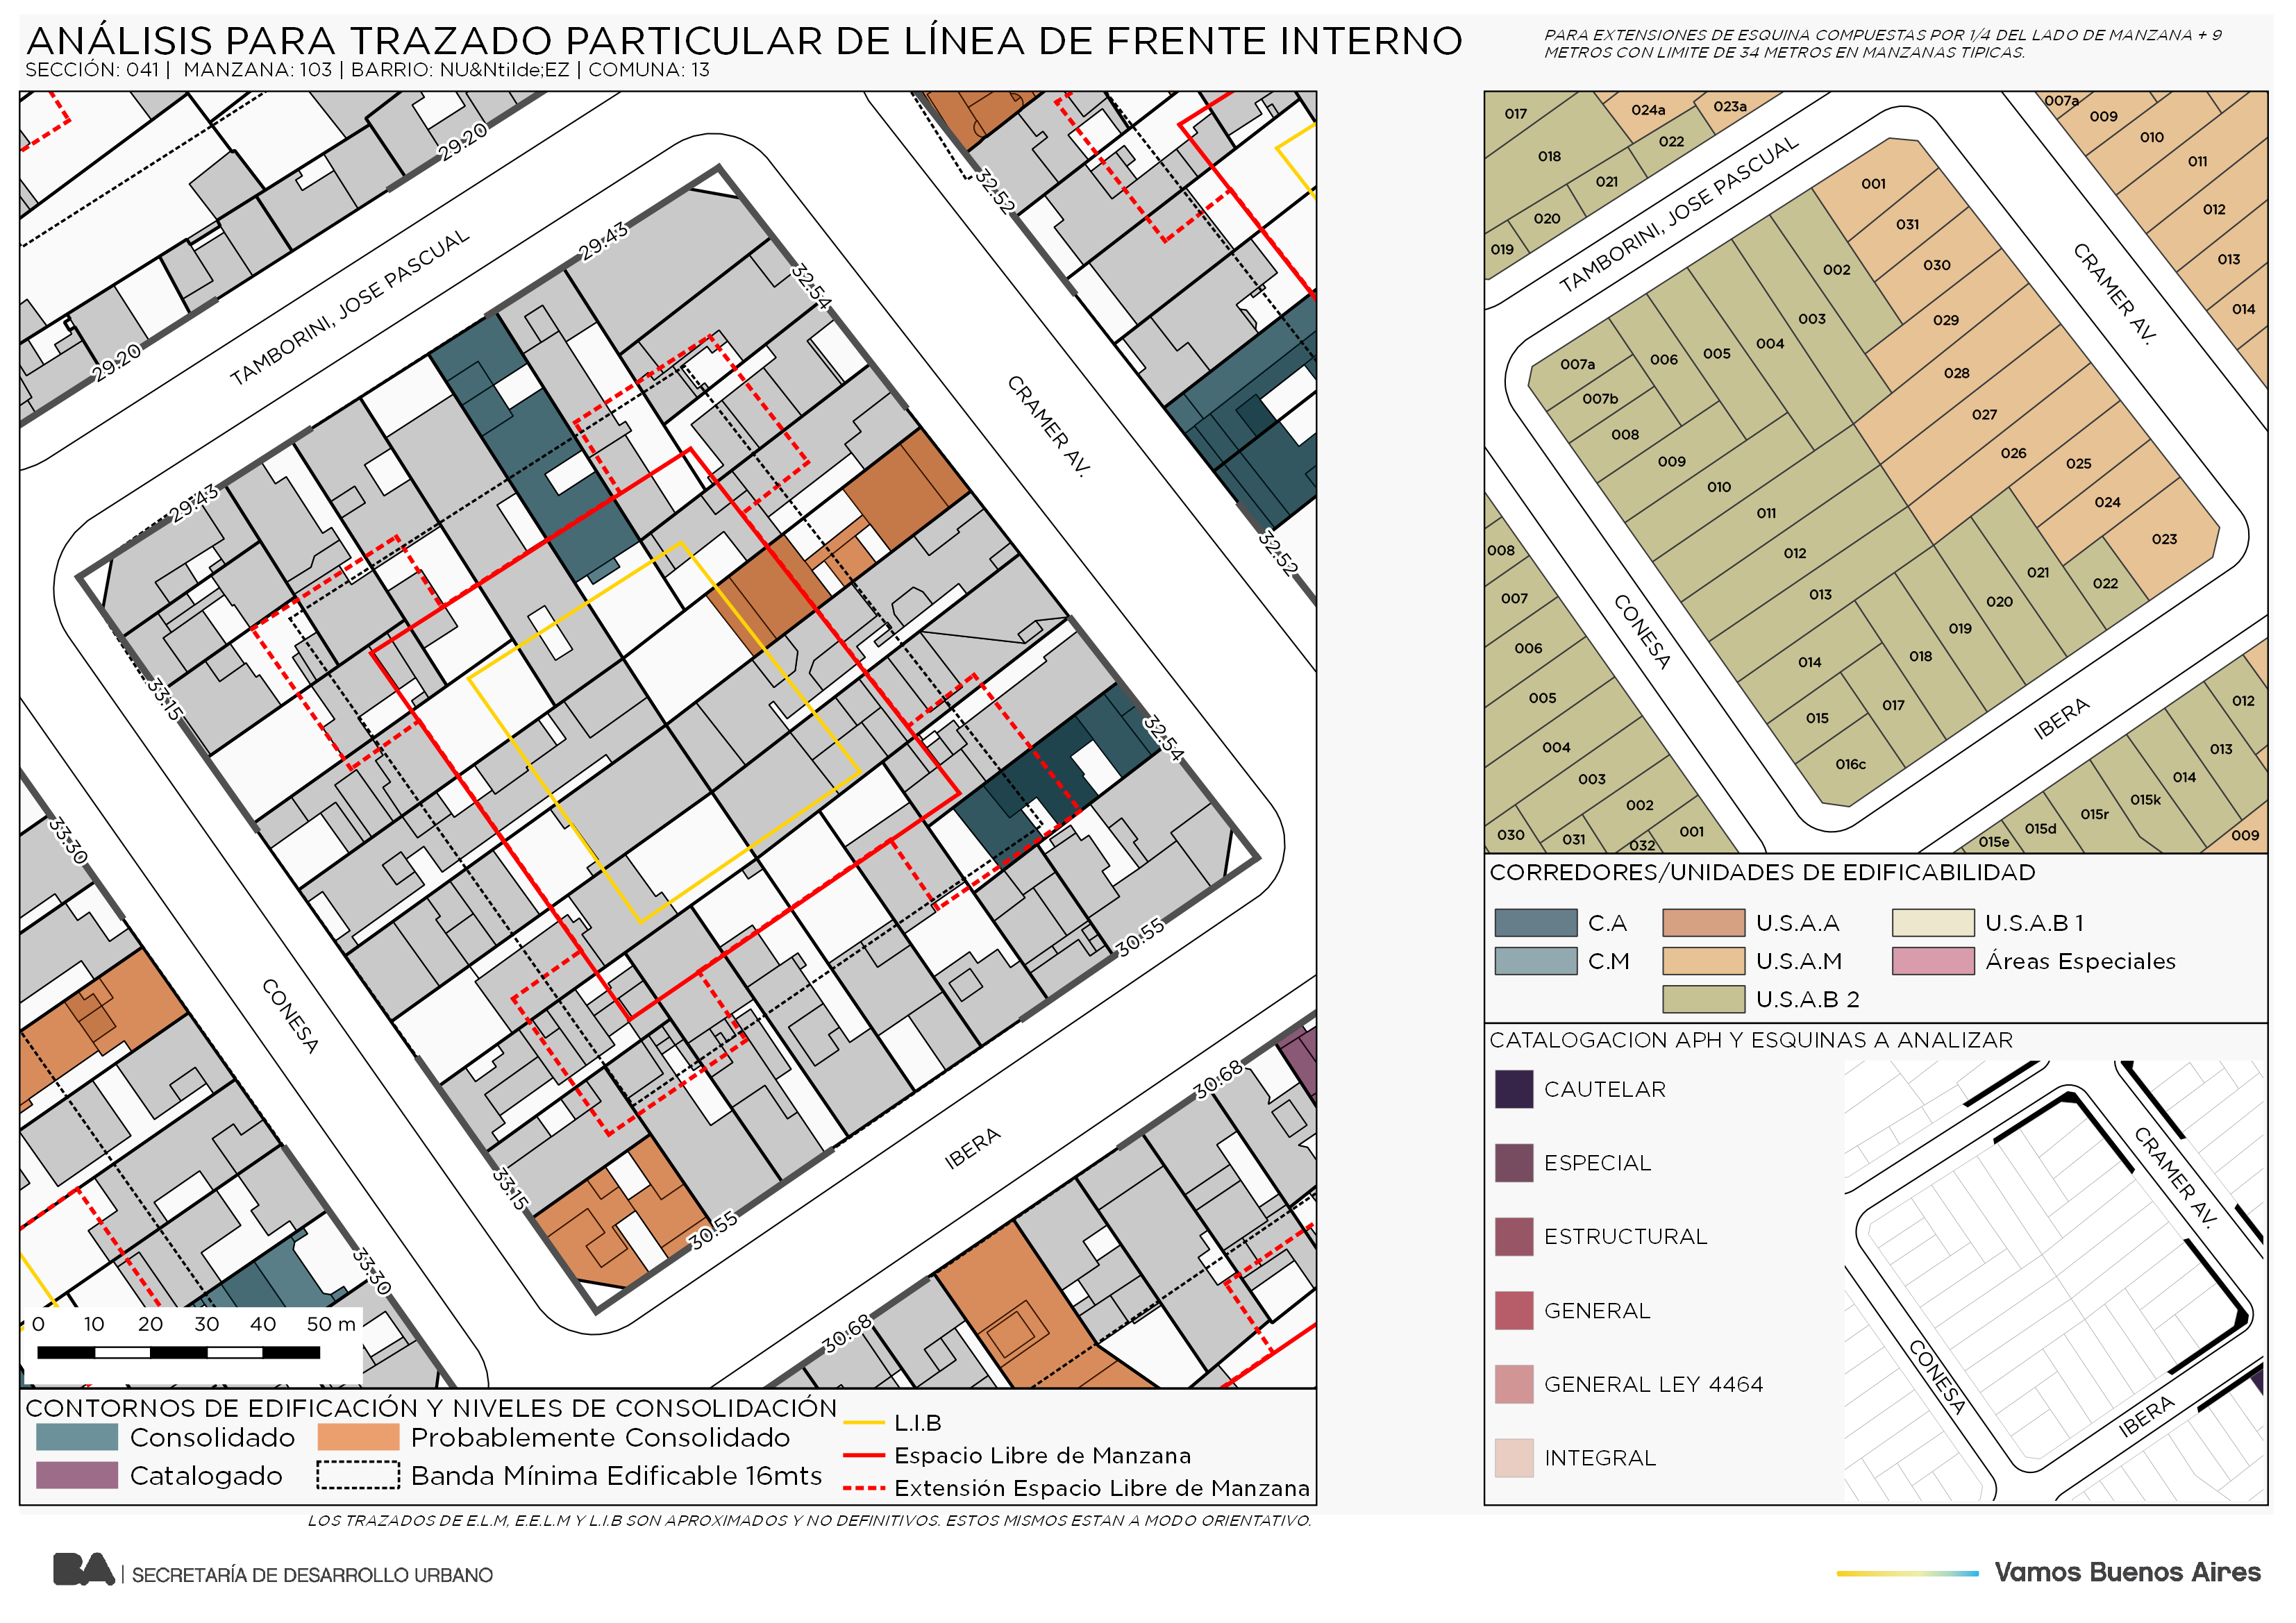 ANÁLISIS PARA TRAZADO PARTICULAR DE LÍNEA DE FRENTE INTERNO
SECCIÓN: 041 | MANZANA: 103 | BARRIO: NU&Ntilde;EZ | COMUNA: 13
PARA EXTENSIONES DE ESQUINA COMPUESTAS POR 1/4 DEL LADO DE MANZANA + 9
METROS CON LIMITE DE 34 METROS EN MANZANAS TIPICAS.
29.20
29.20
TAMBORINI, JOSE PASCUAL
29.43
29.43
32.52
32.52
32.54
32.54
CRAMER AV.
33.15
33.15
33.30
33.30
CONESA
30.55
30.55
IBERA
30.68
30.68
0 10 20 30 40 50 m
CONTORNOS DE EDIFICACIÓN Y NIVELES DE CONSOLIDACIÓN
Consolidado
Probablemente Consolidado
Catalogado
Banda Mínima Edificable 16mts
L.I.B
Espacio Libre de Manzana
Extensión Espacio Libre de Manzana
LOS TRAZADOS DE E.L.M, E.E.L.M Y L.I.B SON APROXIMADOS Y NO DEFINITIVOS. ESTOS MISMOS ESTAN A MODO ORIENTATIVO.
017
024a
023a
018
022
021
020
019
TAMBORINI, JOSE PASCUAL
007a
009
010
011
012
013
014
CRAMER AV.
001
031
030
002
029
003
028
004
005
006
007a
007b
008
009
010
011
012
013
014
015
016c
017
018
019
020
021
022
023
024
025
026
027
CONESA
IBERA
008
007
006
005
004
003
002
001
030
031
032
012
013
014
015k
015r
015d
015e
009
CORREDORES/UNIDADES DE EDIFICABILIDAD
C.A
U.S.A.A
U.S.A.B 1
C.M
U.S.A.M
Áreas Especiales
U.S.A.B 2
CATALOGACION APH Y ESQUINAS A ANALIZAR
CAUTELAR
ESPECIAL
ESTRUCTURAL
GENERAL
GENERAL LEY 4464
INTEGRAL
CRAMER AV.
CONESA
IBERA
BA | SECRETARÍA DE DESARROLLO URBANO
Vamos Buenos Aires